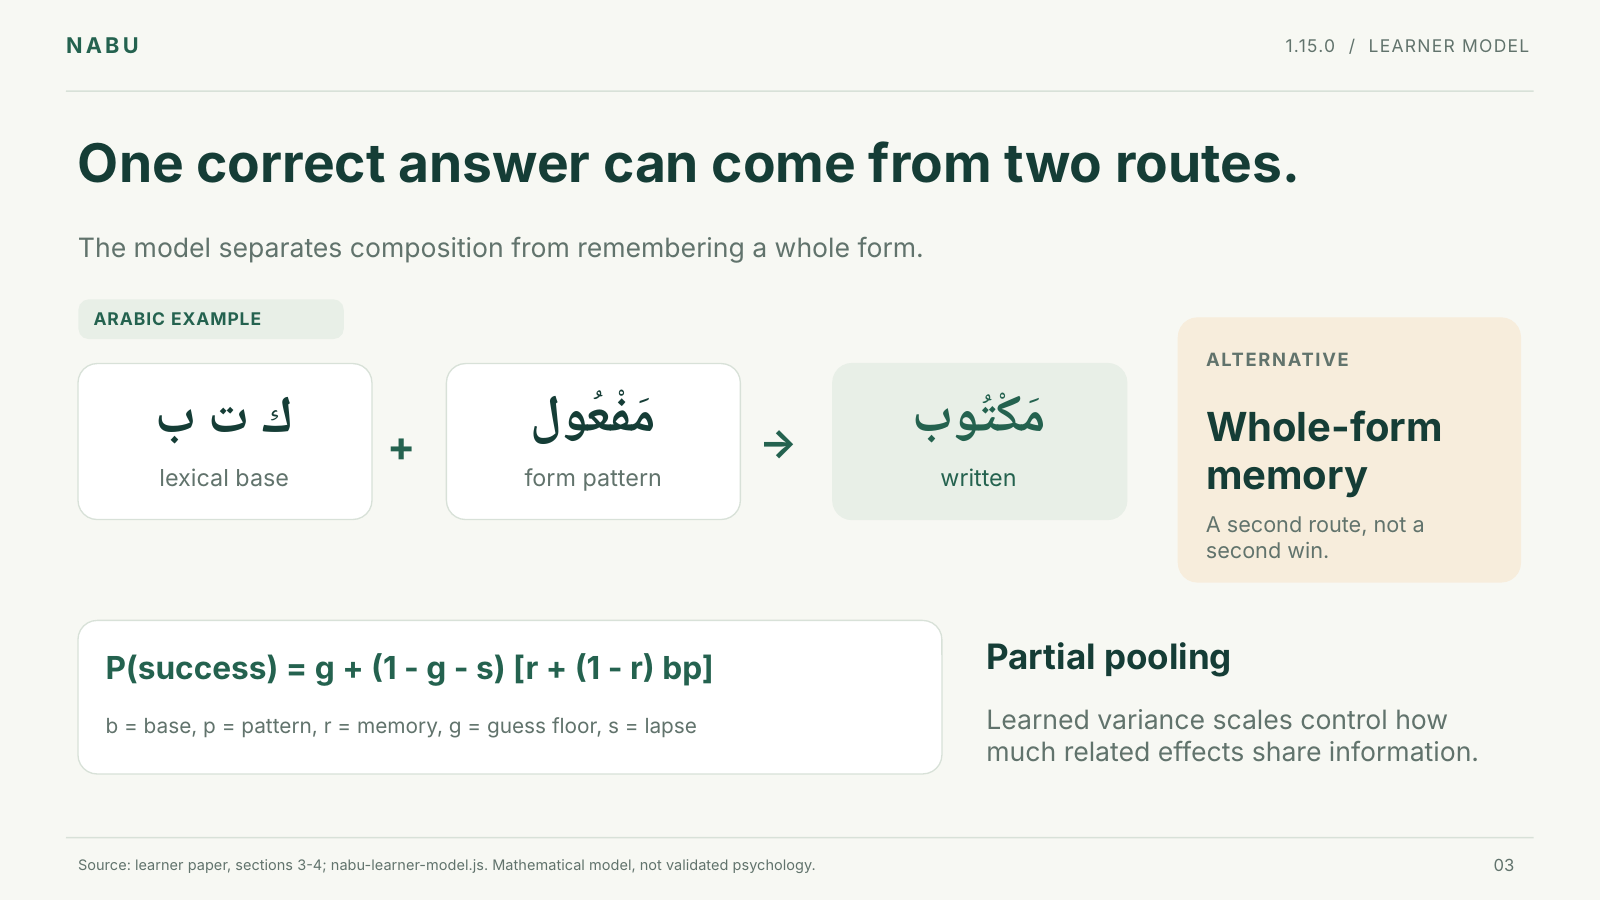 NABU
1.15.0 / LEARNER MODEL
One correct answer can come from two routes.
The model separates composition from remembering a whole form.
ARABIC EXAMPLE
ك ت ب
lexical base
+
مَفْعُول
form pattern
→
مَكْتُوب
written
ALTERNATIVE
Whole-form
memory
A second route, not a
second win.
P(success) = g + (1 - g - s) [r + (1 - r) bp]
b = base, p = pattern, r = memory, g = guess floor, s = lapse
Partial pooling
Learned variance scales control how
much related effects share information.
Source: learner paper, sections 3-4; nabu-learner-model.js. Mathematical model, not validated psychology.
03